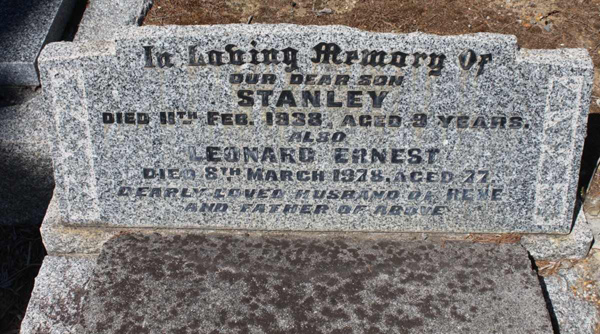 In Loving Memory Of
OUR DEAR SON
STANLEY
DIED 11TH FEB. 1938, AGED 9 YEARS.
ALSO
LEONARD ERNEST
DIED 8TH MARCH 1978, AGED 77.
DEARLY LOVED HUSBAND OF RENE
AND FATHER OF ABOVE